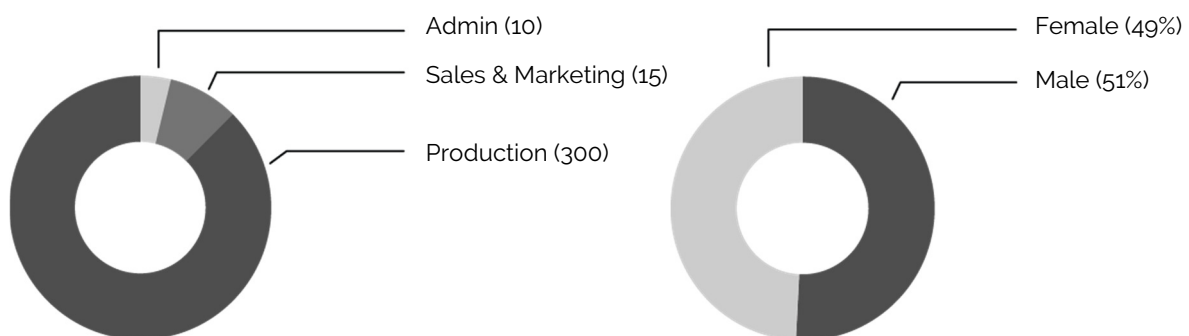 Admin (10)
Sales & Marketing (15)
Production (300)
Female (49%)
Male (51%)